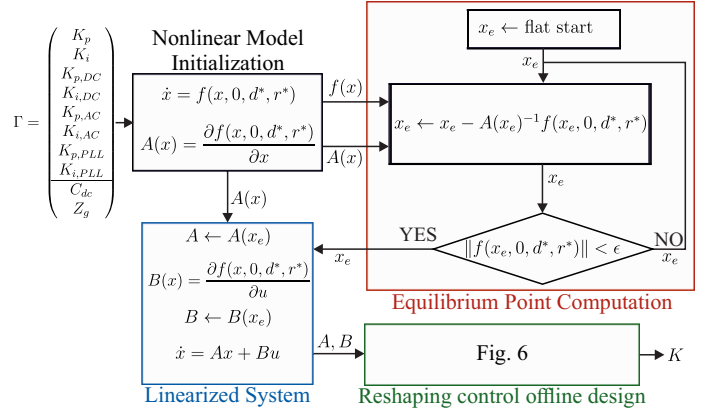 Γ =
K_p
K_i
K_{p,DC}
K_{i,DC}
K_{p,AC}
K_{i,AC}
K_{p,PLL}
K_{i,PLL}
C_{dc}
Z_g
Nonlinear Model
Initialization
ẋ = f(x, 0, d*, r*)
A(x) = ∂f(x, 0, d*, r*) / ∂x
f(x)
A(x)
A(x)
x_e ← flat start
x_e
x_e ← x_e − A(x_e)^{−1} f(x_e, 0, d*, r*)
x_e
‖f(x_e, 0, d*, r*)‖ < ϵ
YES
x_e
NO
x_e
Equilibrium Point Computation
A ← A(x_e)
B(x) = ∂f(x, 0, d*, r*) / ∂u
B ← B(x_e)
ẋ = Ax + Bu
Linearized System
A, B
Fig. 6
K
Reshaping control offline design